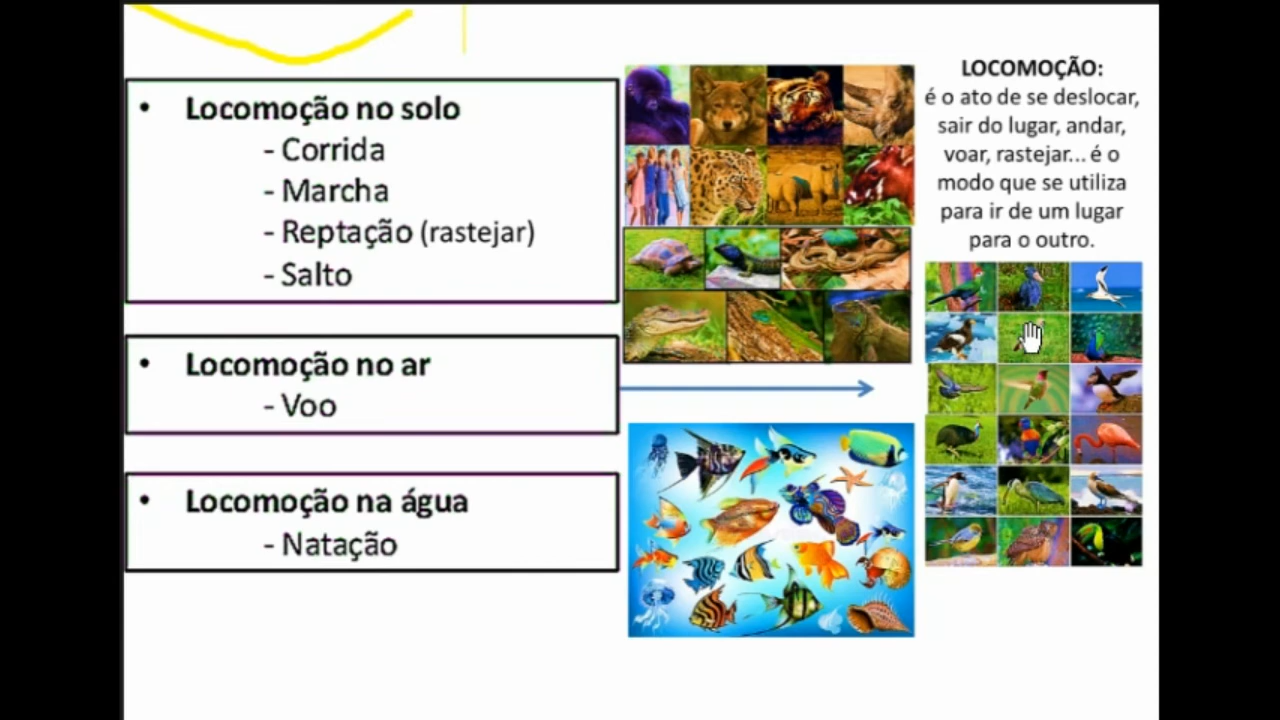 • Locomoção no solo
- Corrida
- Marcha
- Reptação (rastejar)
- Salto
• Locomoção no ar
- Voo
• Locomoção na água
- Natação
LOCOMOÇÃO:
é o ato de se deslocar,
sair do lugar, andar,
voar, rastejar... é o
modo que se utiliza
para ir de um lugar
para o outro.